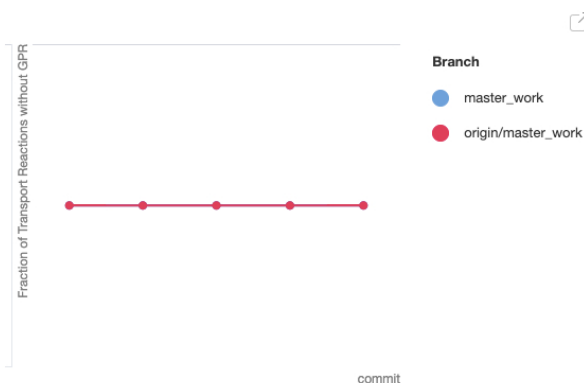 Fraction of Transport Reactions without GPR
Branch
master_work
origin/master_work
commit